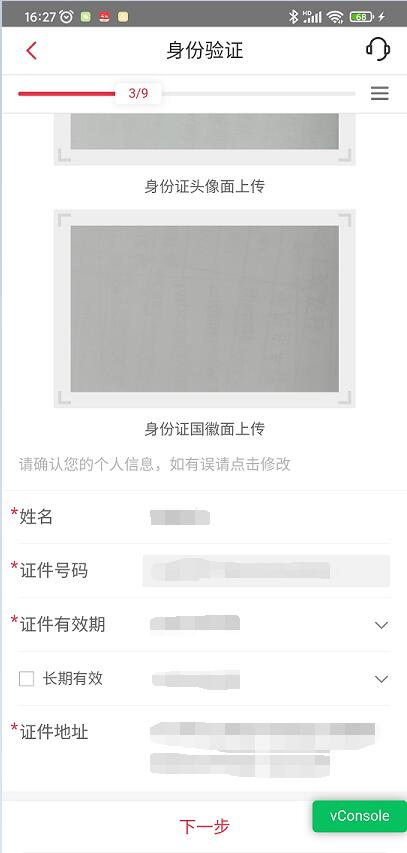 16:27
HD
68
身份验证
3/9
身份证头像面上传
身份证国徽面上传
请确认您的个人信息，如有误请点击修改
*姓名
*证件号码
*证件有效期
长期有效
*证件地址
下一步
vConsole